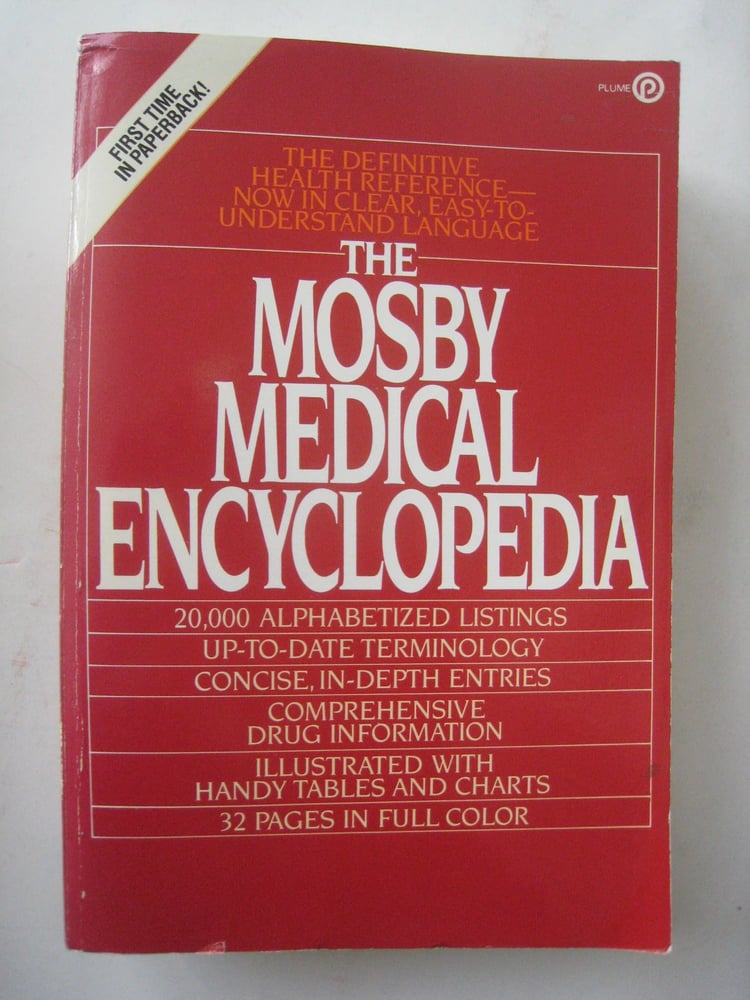 FIRST TIME
IN PAPERBACK!
PLUME
P
THE DEFINITIVE
HEALTH REFERENCE—
NOW IN CLEAR, EASY-TO-
UNDERSTAND LANGUAGE
THE
MOSBY
MEDICAL
ENCYCLOPEDIA
20,000 ALPHABETIZED LISTINGS
UP-TO-DATE TERMINOLOGY
CONCISE, IN-DEPTH ENTRIES
COMPREHENSIVE
DRUG INFORMATION
ILLUSTRATED WITH
HANDY TABLES AND CHARTS
32 PAGES IN FULL COLOR